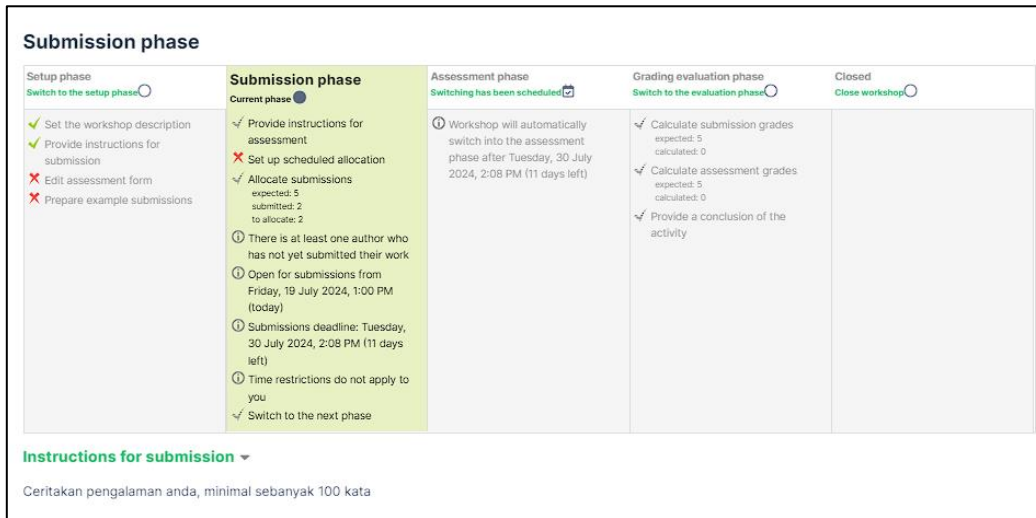 Submission phase
Setup phase
Switch to the setup phase
Set the workshop description
Provide instructions for
submission
Edit assessment form
Prepare example submissions
Submission phase
Current phase
Provide instructions for
assessment
Set up scheduled allocation
Allocate submissions
expected: 5
submitted: 2
to allocate: 2
There is at least one author who
has not yet submitted their work
Open for submissions from
Friday, 19 July 2024, 1:00 PM
(today)
Submissions deadline: Tuesday,
30 July 2024, 2:08 PM (11 days
left)
Time restrictions do not apply to
you
Switch to the next phase
Assessment phase
Switching has been scheduled
Workshop will automatically
switch into the assessment
phase after Tuesday, 30 July
2024, 2:08 PM (11 days left)
Grading evaluation phase
Switch to the evaluation phase
Calculate submission grades
expected: 5
calculated: 0
Calculate assessment grades
expected: 5
calculated: 0
Provide a conclusion of the
activity
Closed
Close workshop
Instructions for submission
Ceritakan pengalaman anda, minimal sebanyak 100 kata